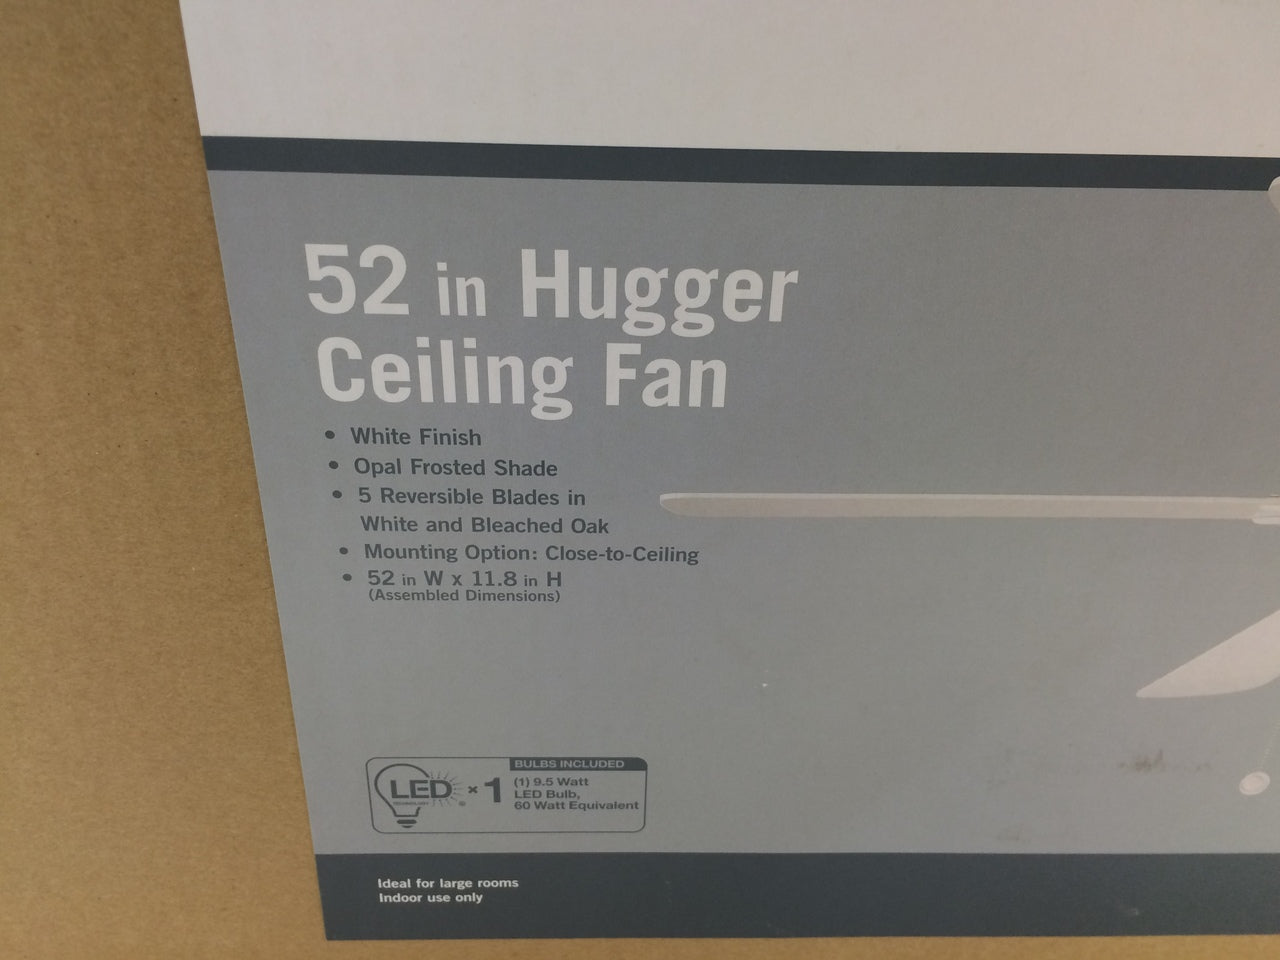 52 in Hugger
Ceiling Fan
• White Finish
• Opal Frosted Shade
• 5 Reversible Blades in
White and Bleached Oak
• Mounting Option: Close-to-Ceiling
• 52 in W x 11.8 in H
(Assembled Dimensions)
BULBS INCLUDED
LED × 1
TECHNOLOGY ®
(1) 9.5 Watt
LED Bulb,
60 Watt Equivalent
Ideal for large rooms
Indoor use only